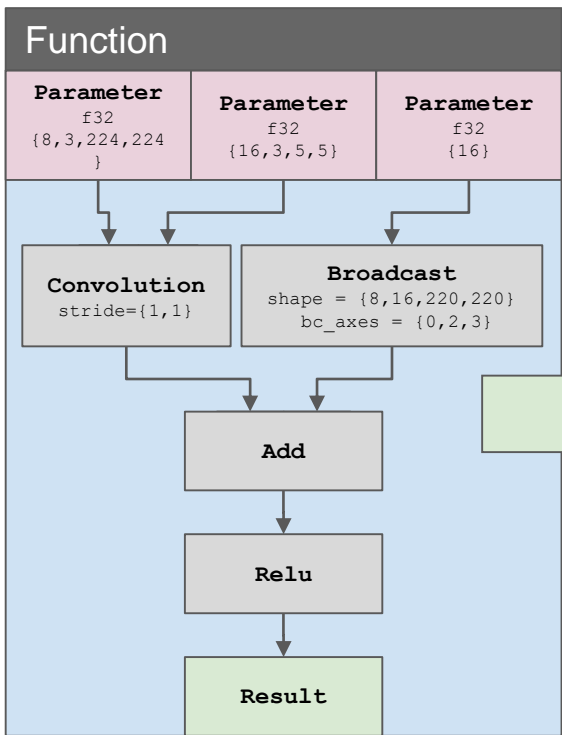 Function
Parameter
f32
{8,3,224,224
}
Parameter
f32
{16,3,5,5}
Parameter
f32
{16}
Convolution
stride={1,1}
Broadcast
shape = {8,16,220,220}
bc_axes = {0,2,3}
Add
Relu
Result